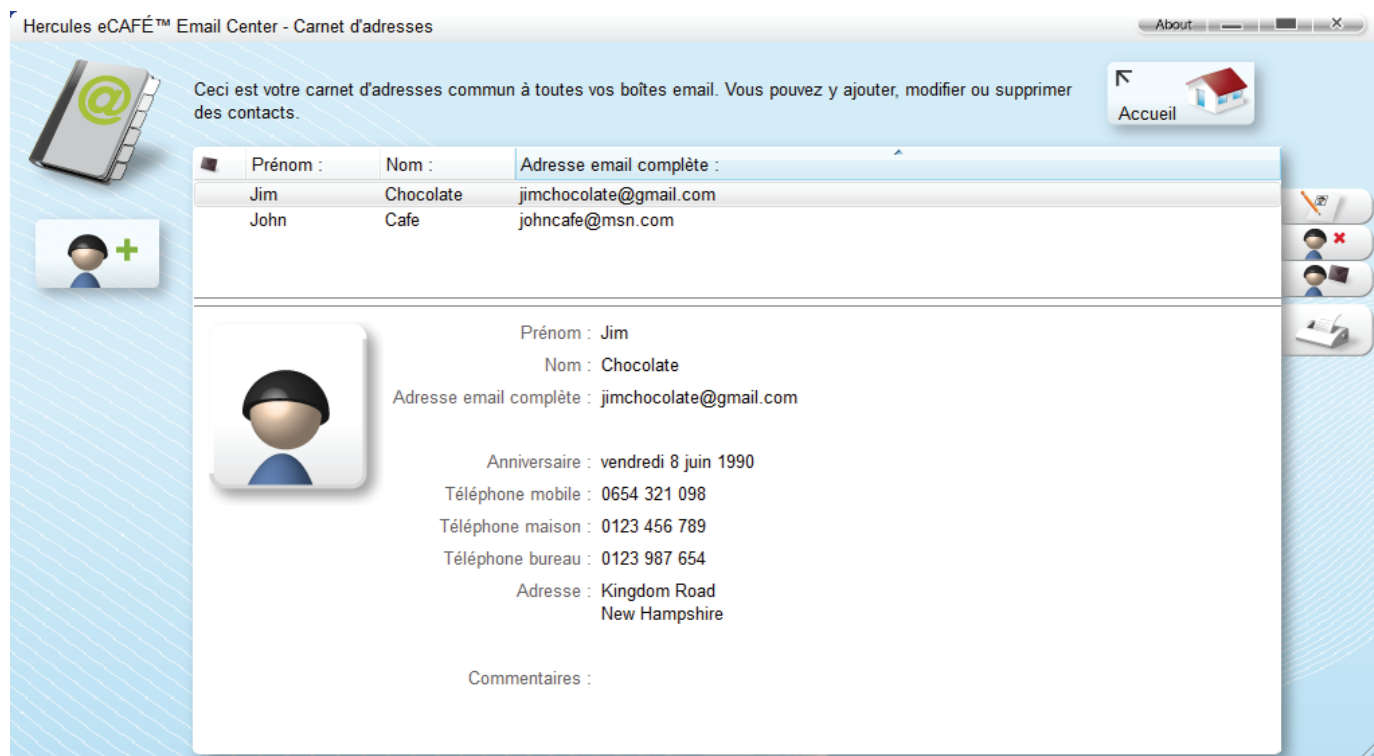 Hercules eCAFÉ™ Email Center - Carnet d'adresses
About
Ceci est votre carnet d'adresses commun à toutes vos boîtes email. Vous pouvez y ajouter, modifier ou supprimer
des contacts.
Accueil
Prénom : Nom : Adresse email complète :
Jim Chocolate jimchocolate@gmail.com
John Cafe johncafe@msn.com
Prénom : Jim
Nom : Chocolate
Adresse email complète : jimchocolate@gmail.com
Anniversaire : vendredi 8 juin 1990
Téléphone mobile : 0654 321 098
Téléphone maison : 0123 456 789
Téléphone bureau : 0123 987 654
Adresse : Kingdom Road
New Hampshire
Commentaires :